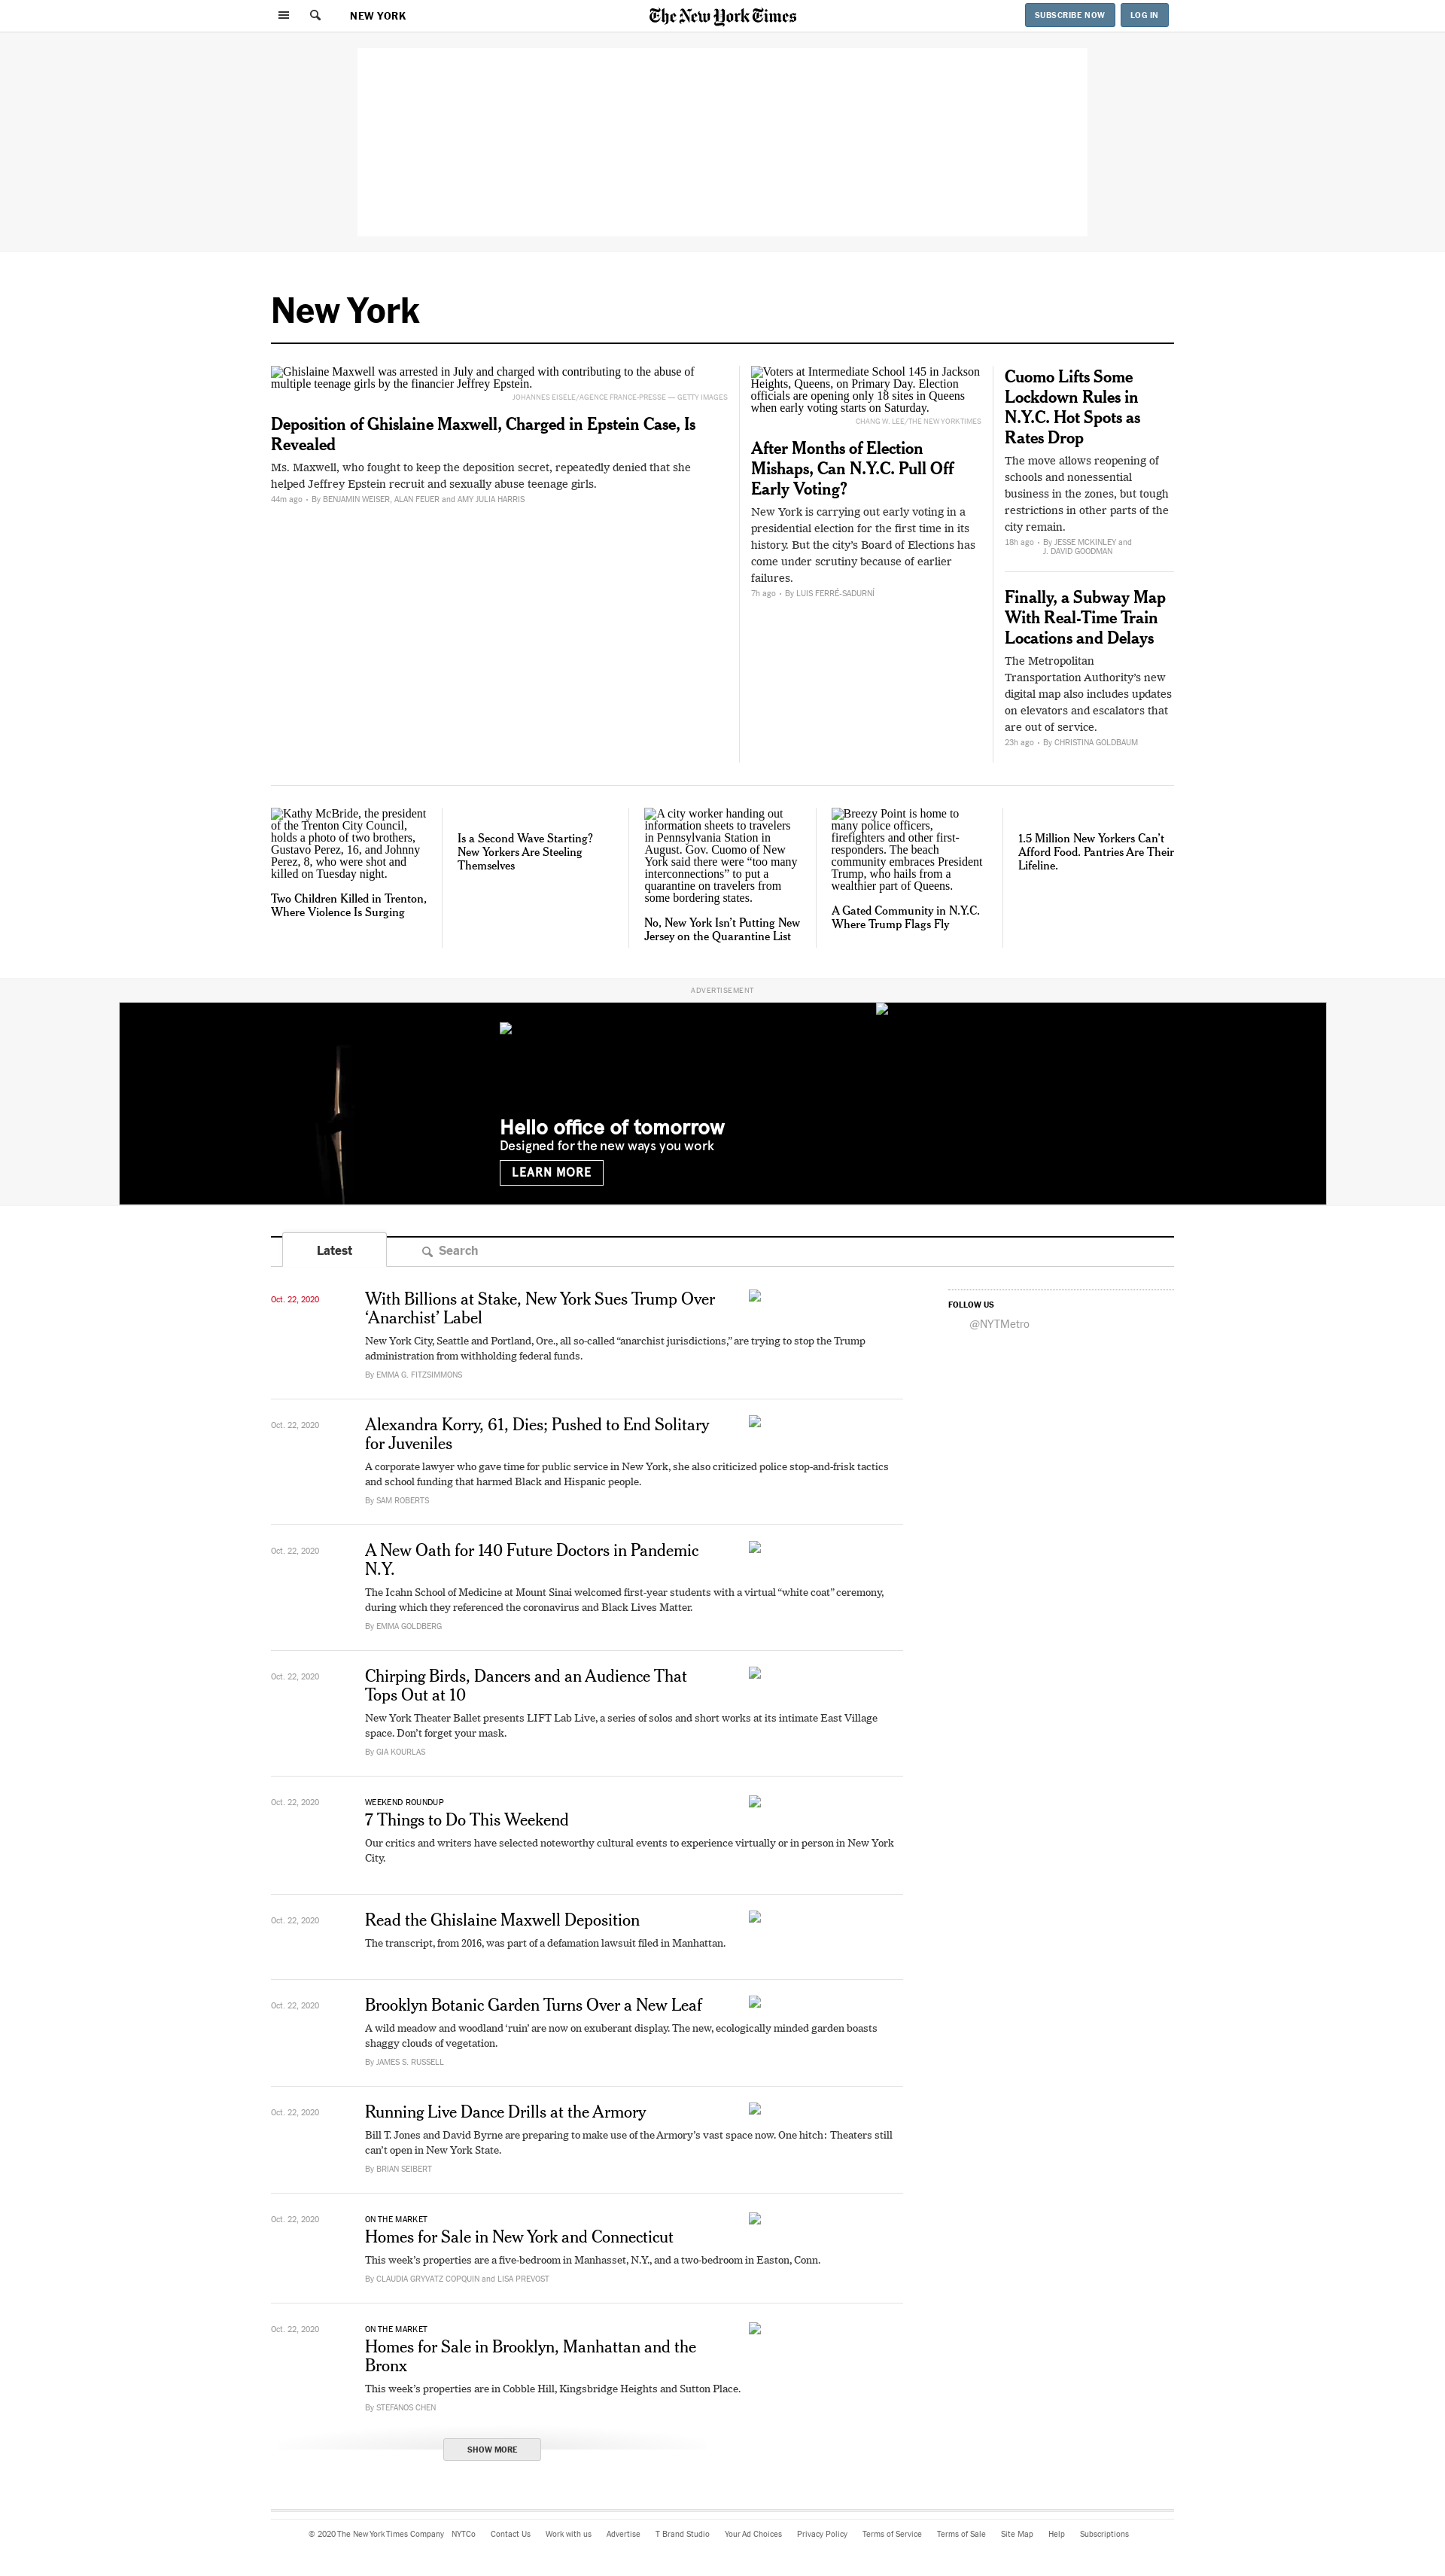 NEW YORK
The New York Times
SUBSCRIBE NOW
LOG IN
New York
Ghislaine Maxwell was arrested in July and charged with contributing to the abuse of
multiple teenage girls by the financier Jeffrey Epstein.
JOHANNES EISELE/AGENCE FRANCE-PRESSE — GETTY IMAGES
Deposition of Ghislaine Maxwell, Charged in Epstein Case, Is
Revealed
Ms. Maxwell, who fought to keep the deposition secret, repeatedly denied that she
helped Jeffrey Epstein recruit and sexually abuse teenage girls.
44m ago • By BENJAMIN WEISER, ALAN FEUER and AMY JULIA HARRIS
Voters at Intermediate School 145 in Jackson
Heights, Queens, on Primary Day. Election
officials are opening only 18 sites in Queens
when early voting starts on Saturday.
CHANG W. LEE/THE NEW YORK TIMES
After Months of Election
Mishaps, Can N.Y.C. Pull Off
Early Voting?
New York is carrying out early voting in a
presidential election for the first time in its
history. But the city’s Board of Elections has
come under scrutiny because of earlier
failures.
7h ago • By LUIS FERRÉ-SADURNÍ
Cuomo Lifts Some
Lockdown Rules in
N.Y.C. Hot Spots as
Rates Drop
The move allows reopening of
schools and nonessential
business in the zones, but tough
restrictions in other parts of the
city remain.
18h ago • By JESSE MCKINLEY and
J. DAVID GOODMAN
Finally, a Subway Map
With Real-Time Train
Locations and Delays
The Metropolitan
Transportation Authority’s new
digital map also includes updates
on elevators and escalators that
are out of service.
23h ago • By CHRISTINA GOLDBAUM
Kathy McBride, the president
of the Trenton City Council,
holds a photo of two brothers,
Gustavo Perez, 16, and Johnny
Perez, 8, who were shot and
killed on Tuesday night.
Two Children Killed in Trenton,
Where Violence Is Surging
Is a Second Wave Starting?
New Yorkers Are Steeling
Themselves
A city worker handing out
information sheets to travelers
in Pennsylvania Station in
August. Gov. Cuomo of New
York said there were “too many
interconnections” to put a
quarantine on travelers from
some bordering states.
No, New York Isn’t Putting New
Jersey on the Quarantine List
Breezy Point is home to
many police officers,
firefighters and other first-
responders. The beach
community embraces President
Trump, who hails from a
wealthier part of Queens.
A Gated Community in N.Y.C.
Where Trump Flags Fly
1.5 Million New Yorkers Can’t
Afford Food. Pantries Are Their
Lifeline.
ADVERTISEMENT
Hello office of tomorrow
Designed for the new ways you work
LEARN MORE
Latest
Search
Oct. 22, 2020
With Billions at Stake, New York Sues Trump Over
‘Anarchist’ Label
New York City, Seattle and Portland, Ore., all so-called “anarchist jurisdictions,” are trying to stop the Trump
administration from withholding federal funds.
By EMMA G. FITZSIMMONS
FOLLOW US
@NYTMetro
Oct. 22, 2020
Alexandra Korry, 61, Dies; Pushed to End Solitary
for Juveniles
A corporate lawyer who gave time for public service in New York, she also criticized police stop-and-frisk tactics
and school funding that harmed Black and Hispanic people.
By SAM ROBERTS
Oct. 22, 2020
A New Oath for 140 Future Doctors in Pandemic
N.Y.
The Icahn School of Medicine at Mount Sinai welcomed first-year students with a virtual “white coat” ceremony,
during which they referenced the coronavirus and Black Lives Matter.
By EMMA GOLDBERG
Oct. 22, 2020
Chirping Birds, Dancers and an Audience That
Tops Out at 10
New York Theater Ballet presents LIFT Lab Live, a series of solos and short works at its intimate East Village
space. Don’t forget your mask.
By GIA KOURLAS
Oct. 22, 2020
WEEKEND ROUNDUP
7 Things to Do This Weekend
Our critics and writers have selected noteworthy cultural events to experience virtually or in person in New York
City.
Oct. 22, 2020
Read the Ghislaine Maxwell Deposition
The transcript, from 2016, was part of a defamation lawsuit filed in Manhattan.
Oct. 22, 2020
Brooklyn Botanic Garden Turns Over a New Leaf
A wild meadow and woodland ‘ruin’ are now on exuberant display. The new, ecologically minded garden boasts
shaggy clouds of vegetation.
By JAMES S. RUSSELL
Oct. 22, 2020
Running Live Dance Drills at the Armory
Bill T. Jones and David Byrne are preparing to make use of the Armory’s vast space now. One hitch: Theaters still
can’t open in New York State.
By BRIAN SEIBERT
Oct. 22, 2020
ON THE MARKET
Homes for Sale in New York and Connecticut
This week’s properties are a five-bedroom in Manhasset, N.Y., and a two-bedroom in Easton, Conn.
By CLAUDIA GRYVATZ COPQUIN and LISA PREVOST
Oct. 22, 2020
ON THE MARKET
Homes for Sale in Brooklyn, Manhattan and the
Bronx
This week’s properties are in Cobble Hill, Kingsbridge Heights and Sutton Place.
By STEFANOS CHEN
SHOW MORE
© 2020 The New York Times Company NYTCo Contact Us Work with us Advertise T Brand Studio Your Ad Choices Privacy Policy Terms of Service Terms of Sale Site Map Help Subscriptions